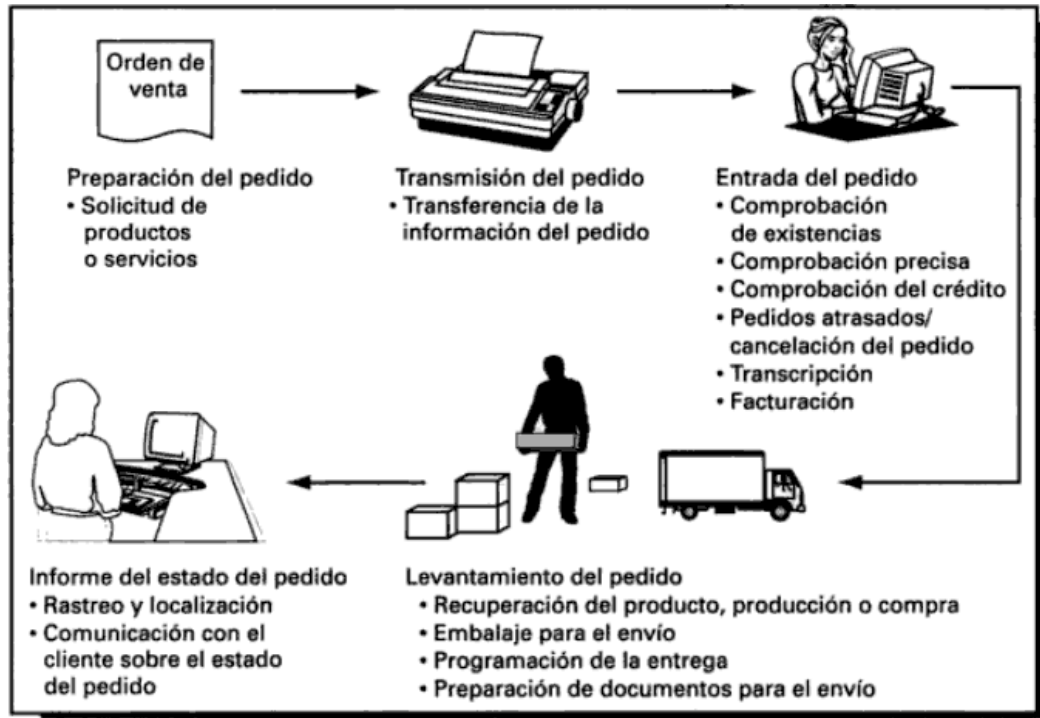 Orden de
venta
Preparación del pedido
• Solicitud de
productos
o servicios
Transmisión del pedido
• Transferencia de la
información del pedido
Entrada del pedido
• Comprobación
de existencias
• Comprobación precisa
• Comprobación del crédito
• Pedidos atrasados/
cancelación del pedido
• Transcripción
• Facturación
Informe del estado del pedido
• Rastreo y localización
• Comunicación con el
cliente sobre el estado
del pedido
Levantamiento del pedido
• Recuperación del producto, producción o compra
• Embalaje para el envío
• Programación de la entrega
• Preparación de documentos para el envío